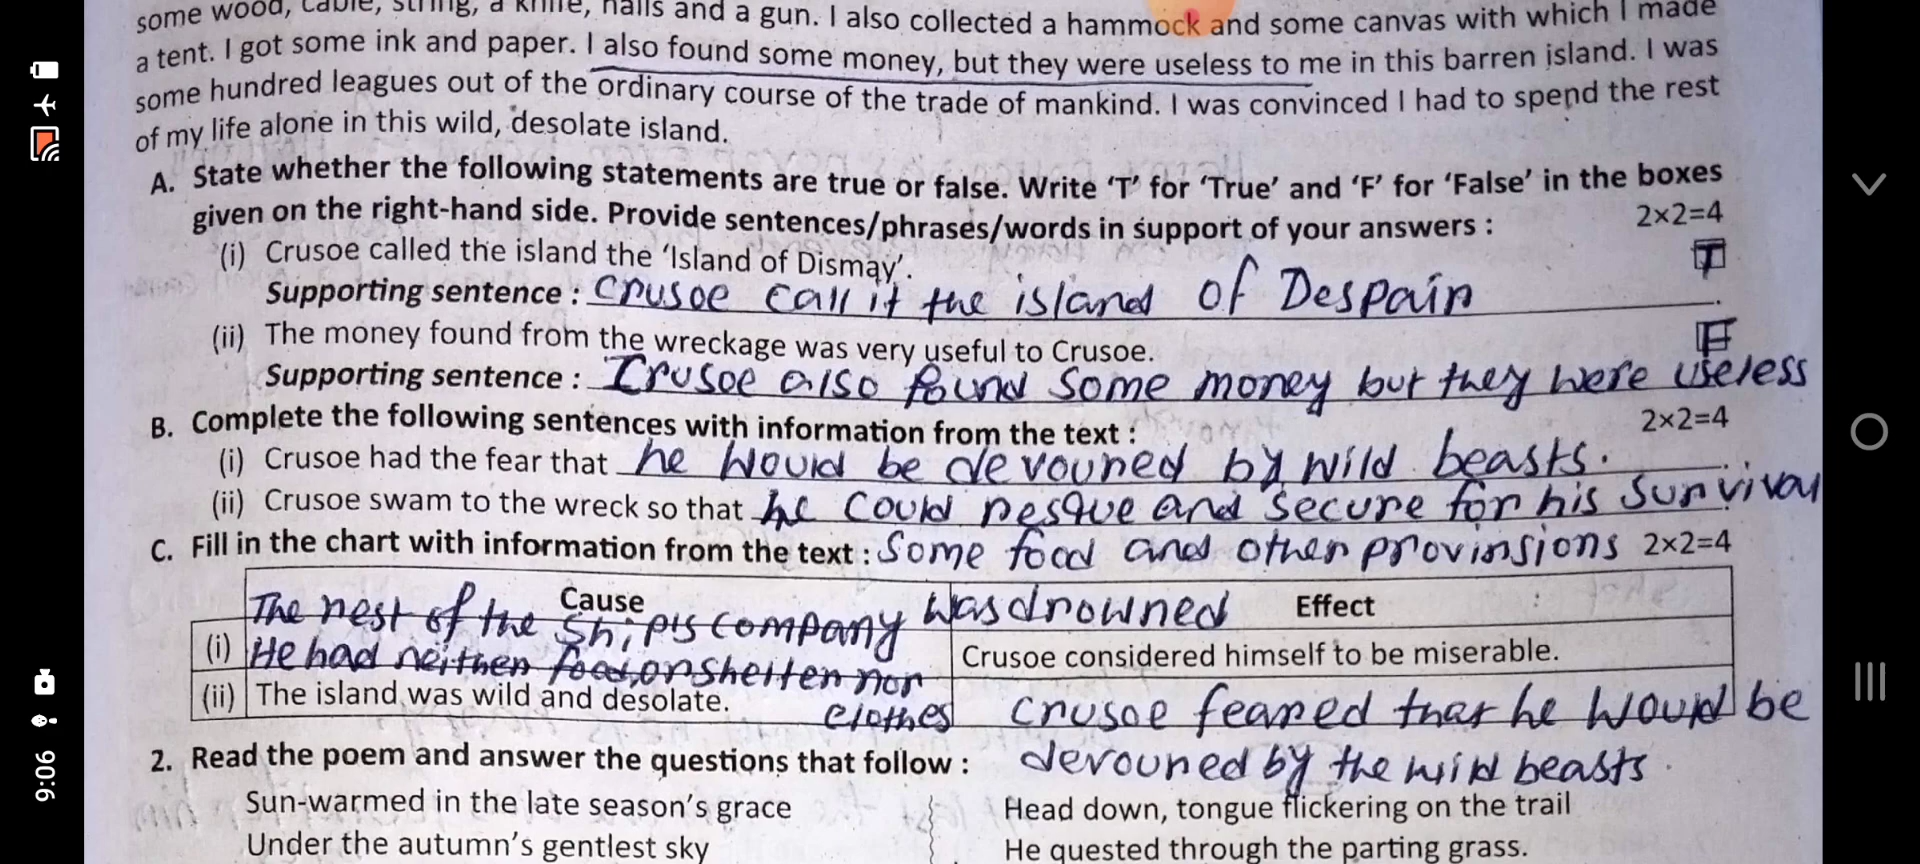 some wood, cable, string, a knife, nails and a gun. I also collected a hammock and some canvas with which I made
a tent. I got some ink and paper. I also found some money, but they were useless to me in this barren island. I was
some hundred leagues out of the ordinary course of the trade of mankind. I was convinced I had to spend the rest
of my life alone in this wild, desolate island.
A. State whether the following statements are true or false. Write 'T' for 'True' and 'F' for 'False' in the boxes
given on the right-hand side. Provide sentences/phrases/words in support of your answers : 2×2=4
(i) Crusoe called the island the 'Island of Dismay'. T
Supporting sentence : Crusoe call it the island of Despair
(ii) The money found from the wreckage was very useful to Crusoe. F
Supporting sentence : Crusoe also found some money but they were useless
B. Complete the following sentences with information from the text : 2×2=4
(i) Crusoe had the fear that he would be devoured by wild beasts.
(ii) Crusoe swam to the wreck so that he could resque and secure for his survival
C. Fill in the chart with information from the text : some food and other provinsions 2×2=4
Cause Effect
The rest of the ship's company was drowned
(i) He had neither food, or shelter nor clothes Crusoe considered himself to be miserable.
(ii) The island was wild and desolate. Crusoe feared that he would be
devoured by the wild beasts
2. Read the poem and answer the questions that follow :
Sun-warmed in the late season's grace
Under the autumn's gentlest sky
Head down, tongue flickering on the trail
He quested through the parting grass.
9:06